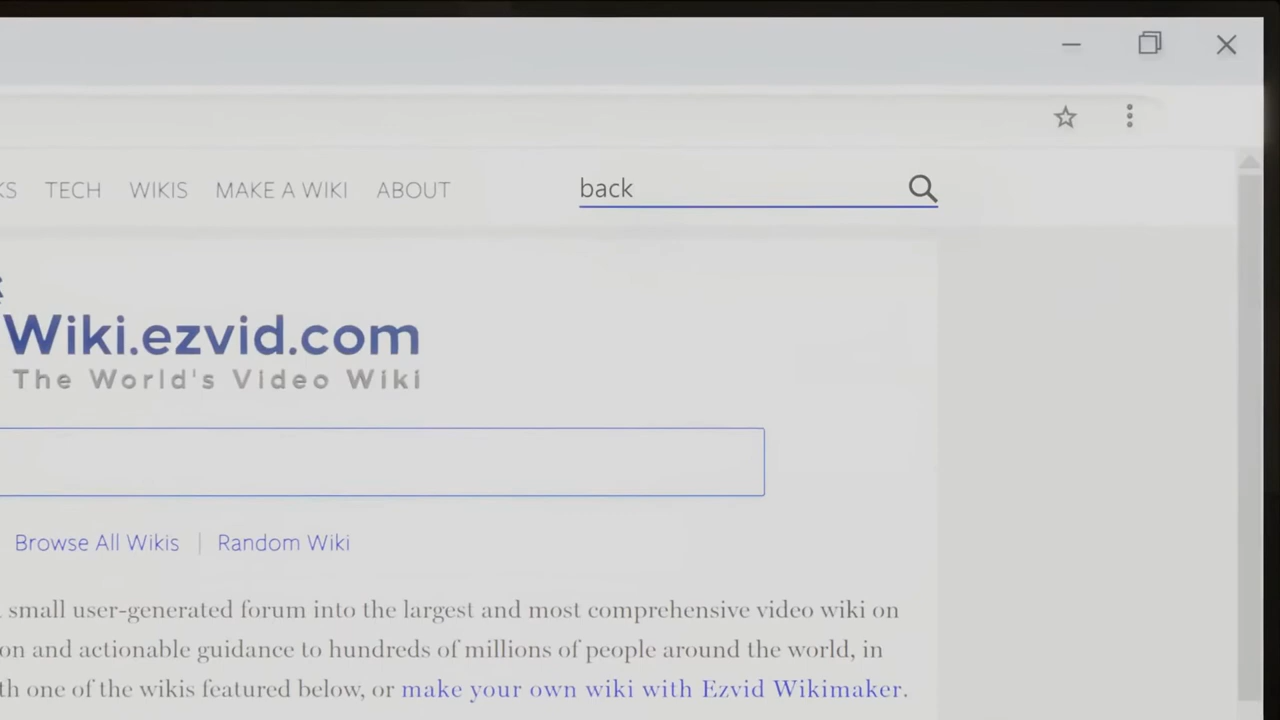 TECH WIKIS MAKE A WIKI ABOUT
back
Wiki.ezvid.com
The World's Video Wiki
Browse All Wikis | Random Wiki
small user-generated forum into the largest and most comprehensive video wiki on
and actionable guidance to hundreds of millions of people around the world, in
one of the wikis featured below, or make your own wiki with Ezvid Wikimaker.